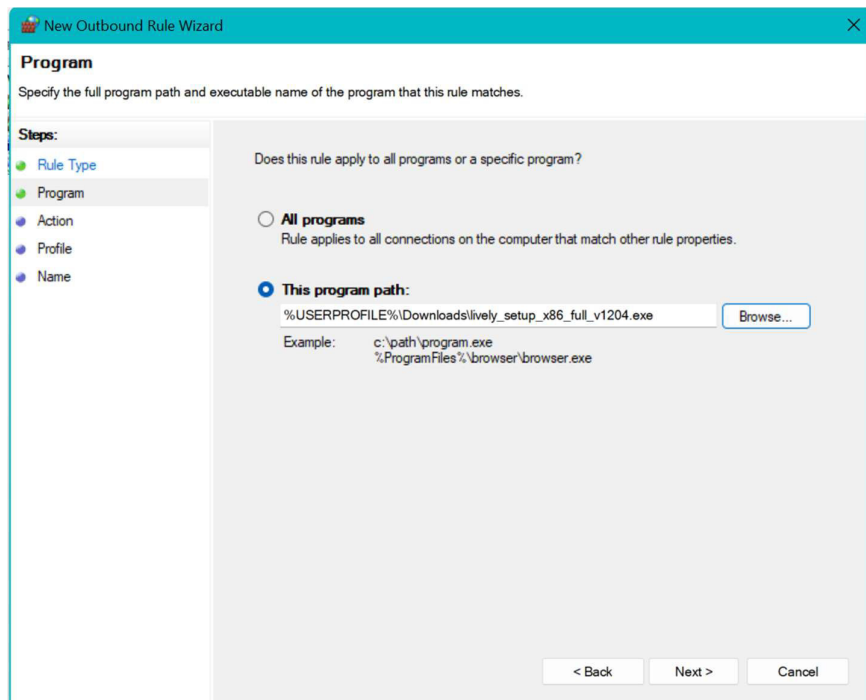 New Outbound Rule Wizard
Program
Specify the full program path and executable name of the program that this rule matches.
Steps:
Rule Type
Program
Action
Profile
Name
Does this rule apply to all programs or a specific program?
All programs
Rule applies to all connections on the computer that match other rule properties.
This program path:
%USERPROFILE%\Downloads\lively_setup_x86_full_v1204.exe
Browse...
Example: c:\path\program.exe
%ProgramFiles%\browser\browser.exe
< Back Next > Cancel